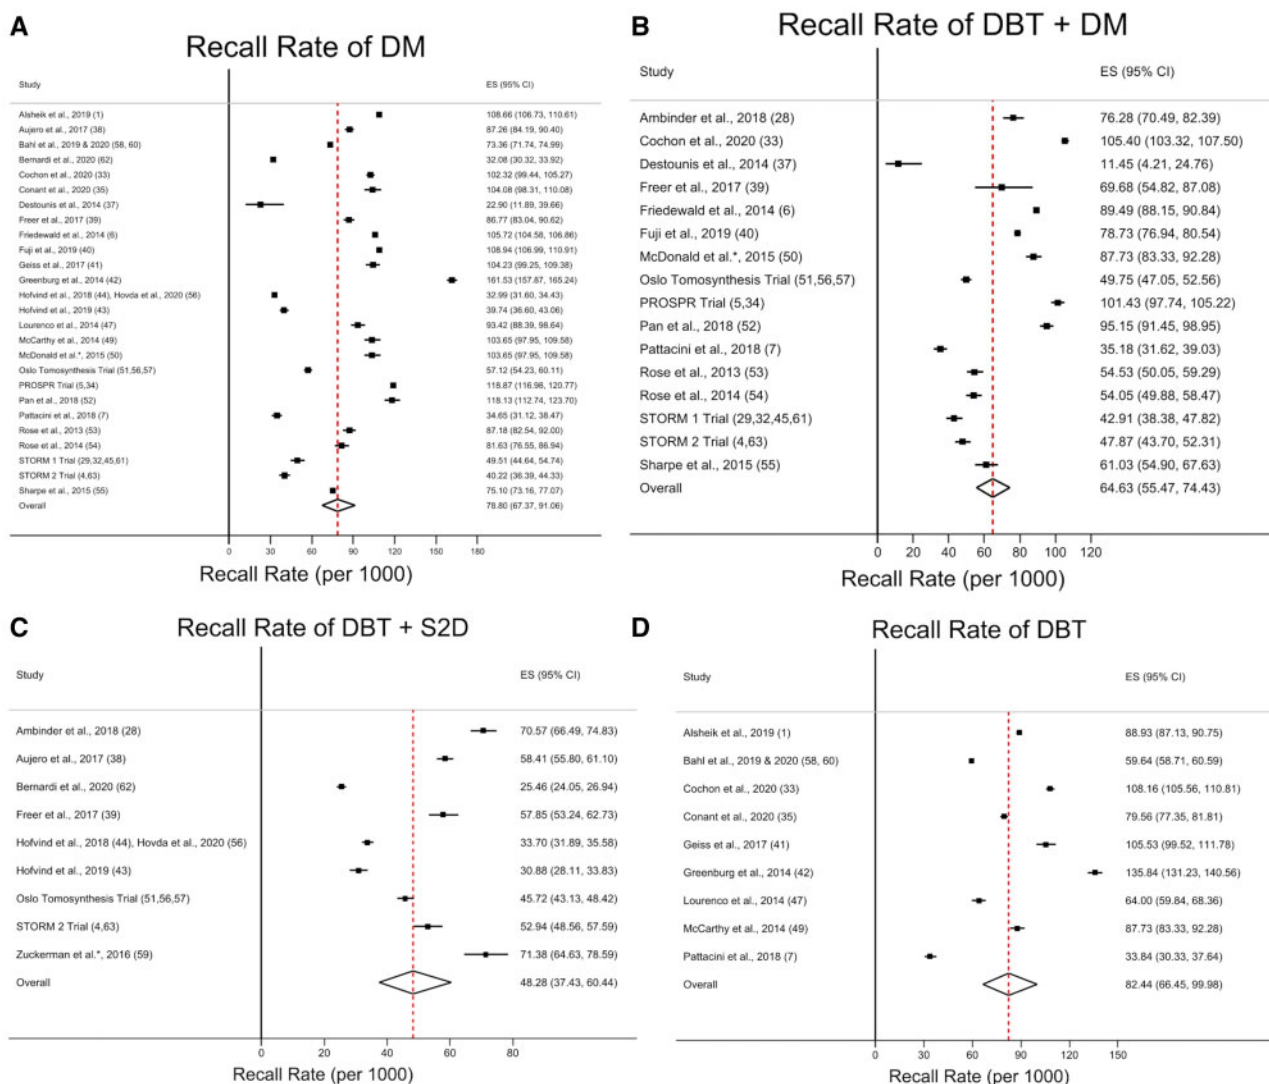 A
Recall Rate of DM
Study ES (95% CI)
Alsheik et al., 2019 (1) 108.66 (106.73, 110.61)
Aujero et al., 2017 (38) 87.26 (84.19, 90.40)
Bahl et al., 2019 & 2020 (58, 60) 73.36 (71.74, 74.99)
Bernardi et al., 2020 (62) 32.08 (30.32, 33.92)
Cochon et al., 2020 (33) 102.32 (99.44, 105.27)
Conant et al., 2020 (35) 104.08 (98.31, 110.08)
Destounis et al., 2014 (37) 22.90 (11.89, 39.66)
Freer et al., 2017 (39) 86.77 (83.04, 90.62)
Friedewald et al., 2014 (6) 105.72 (104.58, 106.86)
Fuji et al., 2019 (40) 108.94 (106.99, 110.91)
Geiss et al., 2017 (41) 104.23 (99.25, 109.38)
Greenburg et al., 2014 (42) 161.53 (157.87, 165.24)
Hofvind et al., 2018 (44), Hovda et al., 2020 (56) 32.99 (31.60, 34.43)
Hofvind et al., 2019 (43) 39.74 (36.60, 43.06)
Lourenco et al., 2014 (47) 93.42 (88.39, 98.64)
McCarthy et al., 2014 (49) 103.65 (97.95, 109.58)
McDonald et al.*, 2015 (50) 103.65 (97.95, 109.58)
Oslo Tomosynthesis Trial (51,56,57) 57.12 (54.23, 60.11)
PROSPR Trial (5,34) 118.87 (116.98, 120.77)
Pan et al., 2018 (52) 118.13 (112.74, 123.70)
Pattacini et al., 2018 (7) 34.65 (31.12, 38.47)
Rose et al., 2013 (53) 87.18 (82.54, 92.00)
Rose et al., 2014 (54) 81.63 (76.55, 86.94)
STORM 1 Trial (29,32,45,61) 49.51 (44.64, 54.74)
STORM 2 Trial (4,63) 40.22 (36.39, 44.33)
Sharpe et al., 2015 (55) 75.10 (73.16, 77.07)
Overall 78.80 (67.37, 91.06)
0 30 60 90 120 150 180
Recall Rate (per 1000)
B
Recall Rate of DBT + DM
Study ES (95% CI)
Ambinder et al., 2018 (28) 76.28 (70.49, 82.39)
Cochon et al., 2020 (33) 105.40 (103.32, 107.50)
Destounis et al., 2014 (37) 11.45 (4.21, 24.76)
Freer et al., 2017 (39) 69.68 (54.82, 87.08)
Friedewald et al., 2014 (6) 89.49 (88.15, 90.84)
Fuji et al., 2019 (40) 78.73 (76.94, 80.54)
McDonald et al.*, 2015 (50) 87.73 (83.33, 92.28)
Oslo Tomosynthesis Trial (51,56,57) 49.75 (47.05, 52.56)
PROSPR Trial (5,34) 101.43 (97.74, 105.22)
Pan et al., 2018 (52) 95.15 (91.45, 98.95)
Pattacini et al., 2018 (7) 35.18 (31.62, 39.03)
Rose et al., 2013 (53) 54.53 (50.05, 59.29)
Rose et al., 2014 (54) 54.05 (49.88, 58.47)
STORM 1 Trial (29,32,45,61) 42.91 (38.38, 47.82)
STORM 2 Trial (4,63) 47.87 (43.70, 52.31)
Sharpe et al., 2015 (55) 61.03 (54.90, 67.63)
Overall 64.63 (55.47, 74.43)
0 20 40 60 80 100 120
Recall Rate (per 1000)
C
Recall Rate of DBT + S2D
Study ES (95% CI)
Ambinder et al., 2018 (28) 70.57 (66.49, 74.83)
Aujero et al., 2017 (38) 58.41 (55.80, 61.10)
Bernardi et al., 2020 (62) 25.46 (24.05, 26.94)
Freer et al., 2017 (39) 57.85 (53.24, 62.73)
Hofvind et al., 2018 (44), Hovda et al., 2020 (56) 33.70 (31.89, 35.58)
Hofvind et al., 2019 (43) 30.88 (28.11, 33.83)
Oslo Tomosynthesis Trial (51,56,57) 45.72 (43.13, 48.42)
STORM 2 Trial (4,63) 52.94 (48.56, 57.59)
Zuckerman et al.*, 2016 (59) 71.38 (64.63, 78.59)
Overall 48.28 (37.43, 60.44)
0 20 40 60 80
Recall Rate (per 1000)
D
Recall Rate of DBT
Study ES (95% CI)
Alsheik et al., 2019 (1) 88.93 (87.13, 90.75)
Bahl et al., 2019 & 2020 (58, 60) 59.64 (58.71, 60.59)
Cochon et al., 2020 (33) 108.16 (105.56, 110.81)
Conant et al., 2020 (35) 79.56 (77.35, 81.81)
Geiss et al., 2017 (41) 105.53 (99.52, 111.78)
Greenburg et al., 2014 (42) 135.84 (131.23, 140.56)
Lourenco et al., 2014 (47) 64.00 (59.84, 68.36)
McCarthy et al., 2014 (49) 87.73 (83.33, 92.28)
Pattacini et al., 2018 (7) 33.84 (30.33, 37.64)
Overall 82.44 (66.45, 99.98)
0 30 60 90 120 150
Recall Rate (per 1000)